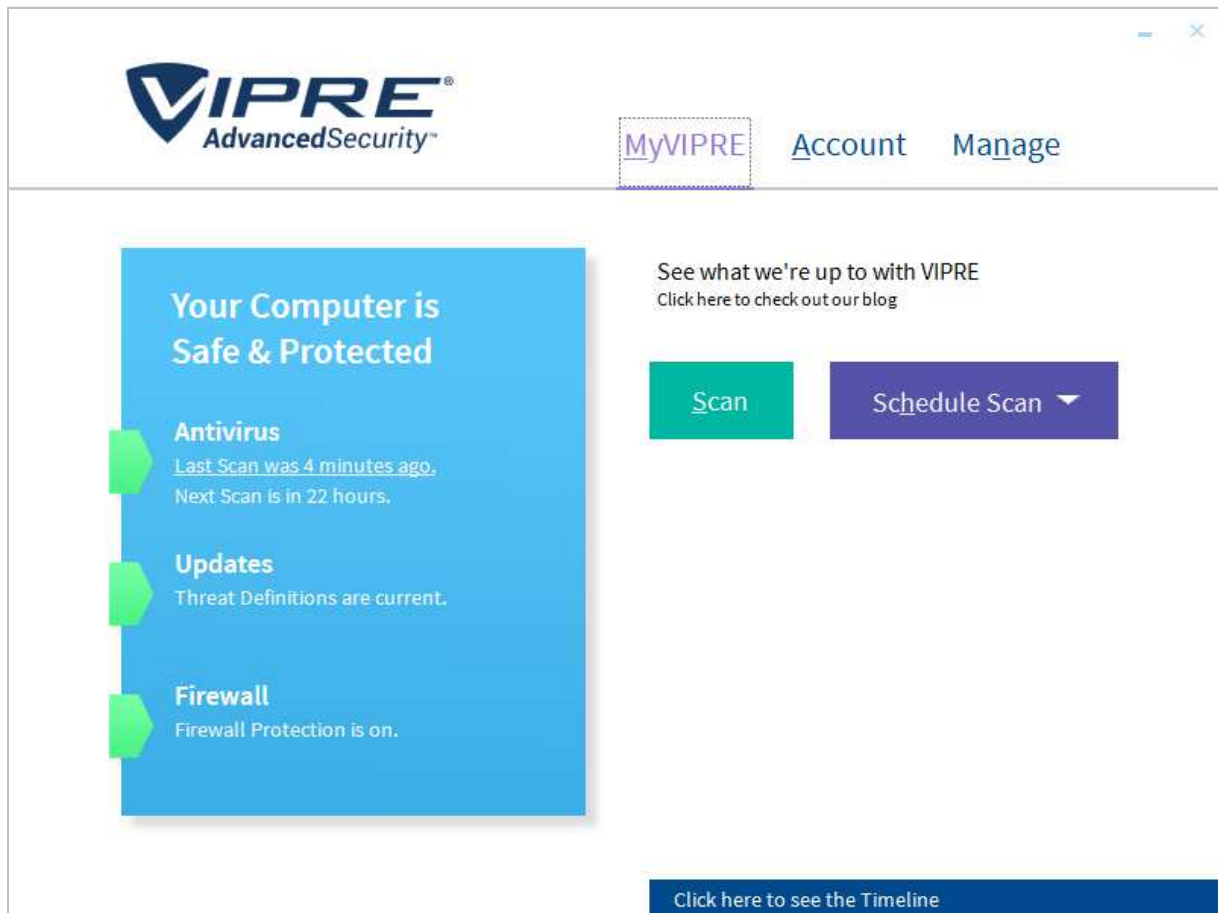 VIPRE®
AdvancedSecurity™
MyVIPRE Account Manage
Your Computer is
Safe & Protected
Antivirus
Last Scan was 4 minutes ago.
Next Scan is in 22 hours.
Updates
Threat Definitions are current.
Firewall
Firewall Protection is on.
See what we're up to with VIPRE
Click here to check out our blog
Scan
Schedule Scan
Click here to see the Timeline